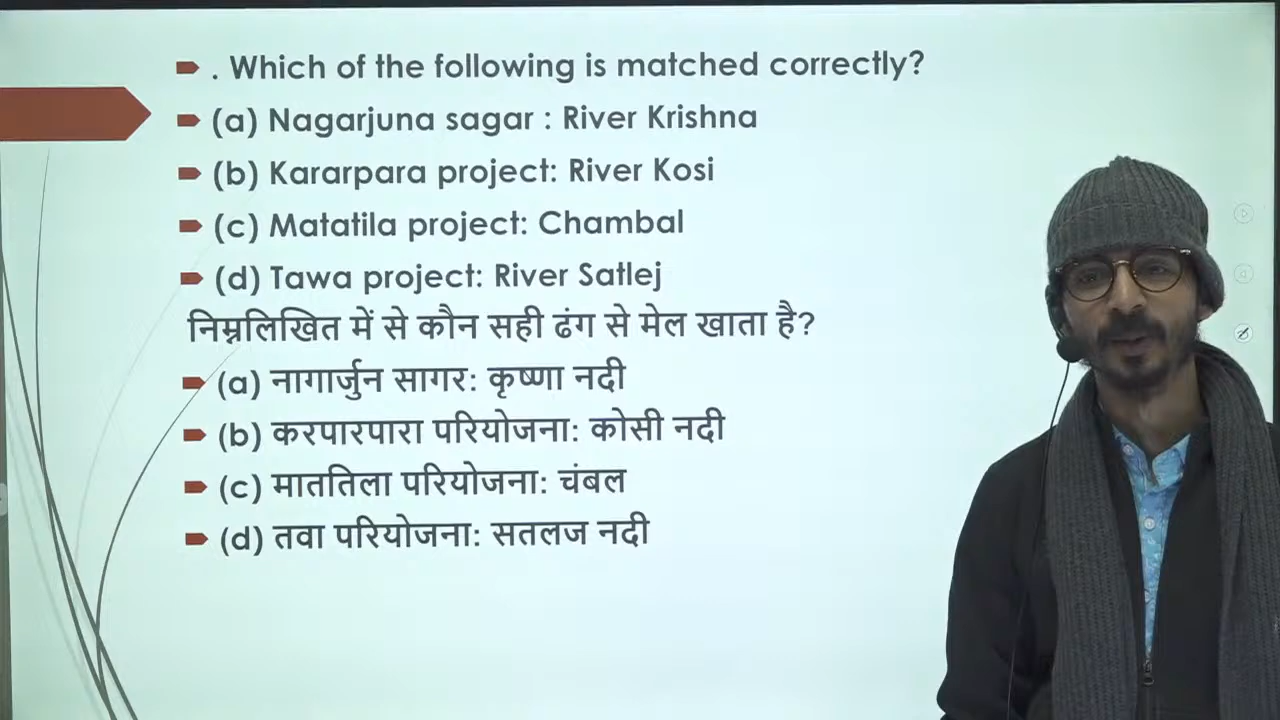 . Which of the following is matched correctly?
(a) Nagarjuna sagar : River Krishna
(b) Kararpara project: River Kosi
(c) Matatila project: Chambal
(d) Tawa project: River Satlej
निम्नलिखित में से कौन सही ढंग से मेल खाता है?
(a) नागार्जुन सागर: कृष्णा नदी
(b) करपारपारा परियोजना: कोसी नदी
(c) माततिला परियोजना: चंबल
(d) तवा परियोजना: सतलज नदी